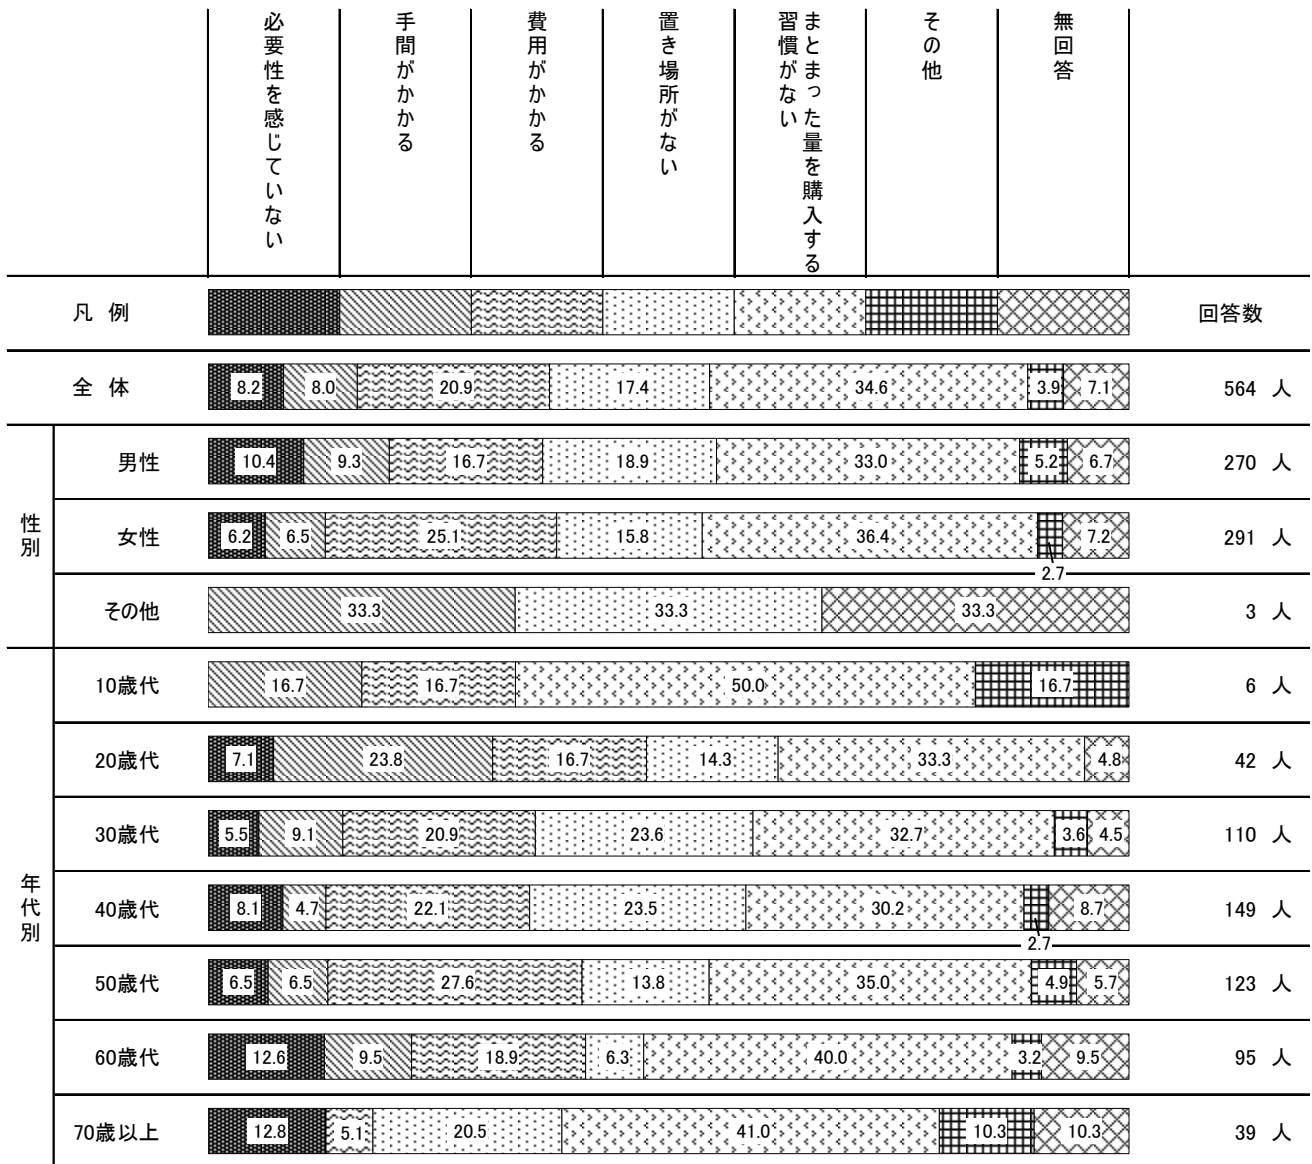 必要性を感じていない
手間がかかる
費用がかかる
置き場所がない
まとまった量を購入する
習慣がない
その他
無回答
凡 例
回答数
全 体
8.2 8.0 20.9 17.4 34.6 3.9 7.1
564 人
性別
男性
10.4 9.3 16.7 18.9 33.0 5.2 6.7
270 人
女性
6.2 6.5 25.1 15.8 36.4 2.7 7.2
291 人
その他
33.3 33.3 33.3
3 人
年代別
10歳代
16.7 16.7 50.0 16.7
6 人
20歳代
7.1 23.8 16.7 14.3 33.3 4.8
42 人
30歳代
5.5 9.1 20.9 23.6 32.7 3.6 4.5
110 人
40歳代
8.1 4.7 22.1 23.5 30.2 2.7 8.7
149 人
50歳代
6.5 6.5 27.6 13.8 35.0 4.9 5.7
123 人
60歳代
12.6 9.5 18.9 6.3 40.0 3.2 9.5
95 人
70歳以上
12.8 5.1 20.5 41.0 10.3 10.3
39 人